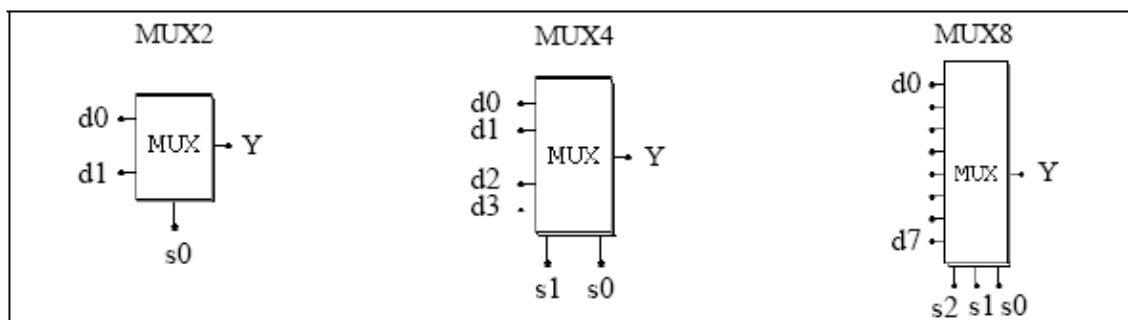 MUX2
d0
d1
MUX
Y
s0
MUX4
d0
d1
d2
d3
MUX
Y
s1 s0
MUX8
d0
d7
MUX
Y
s2 s1 s0